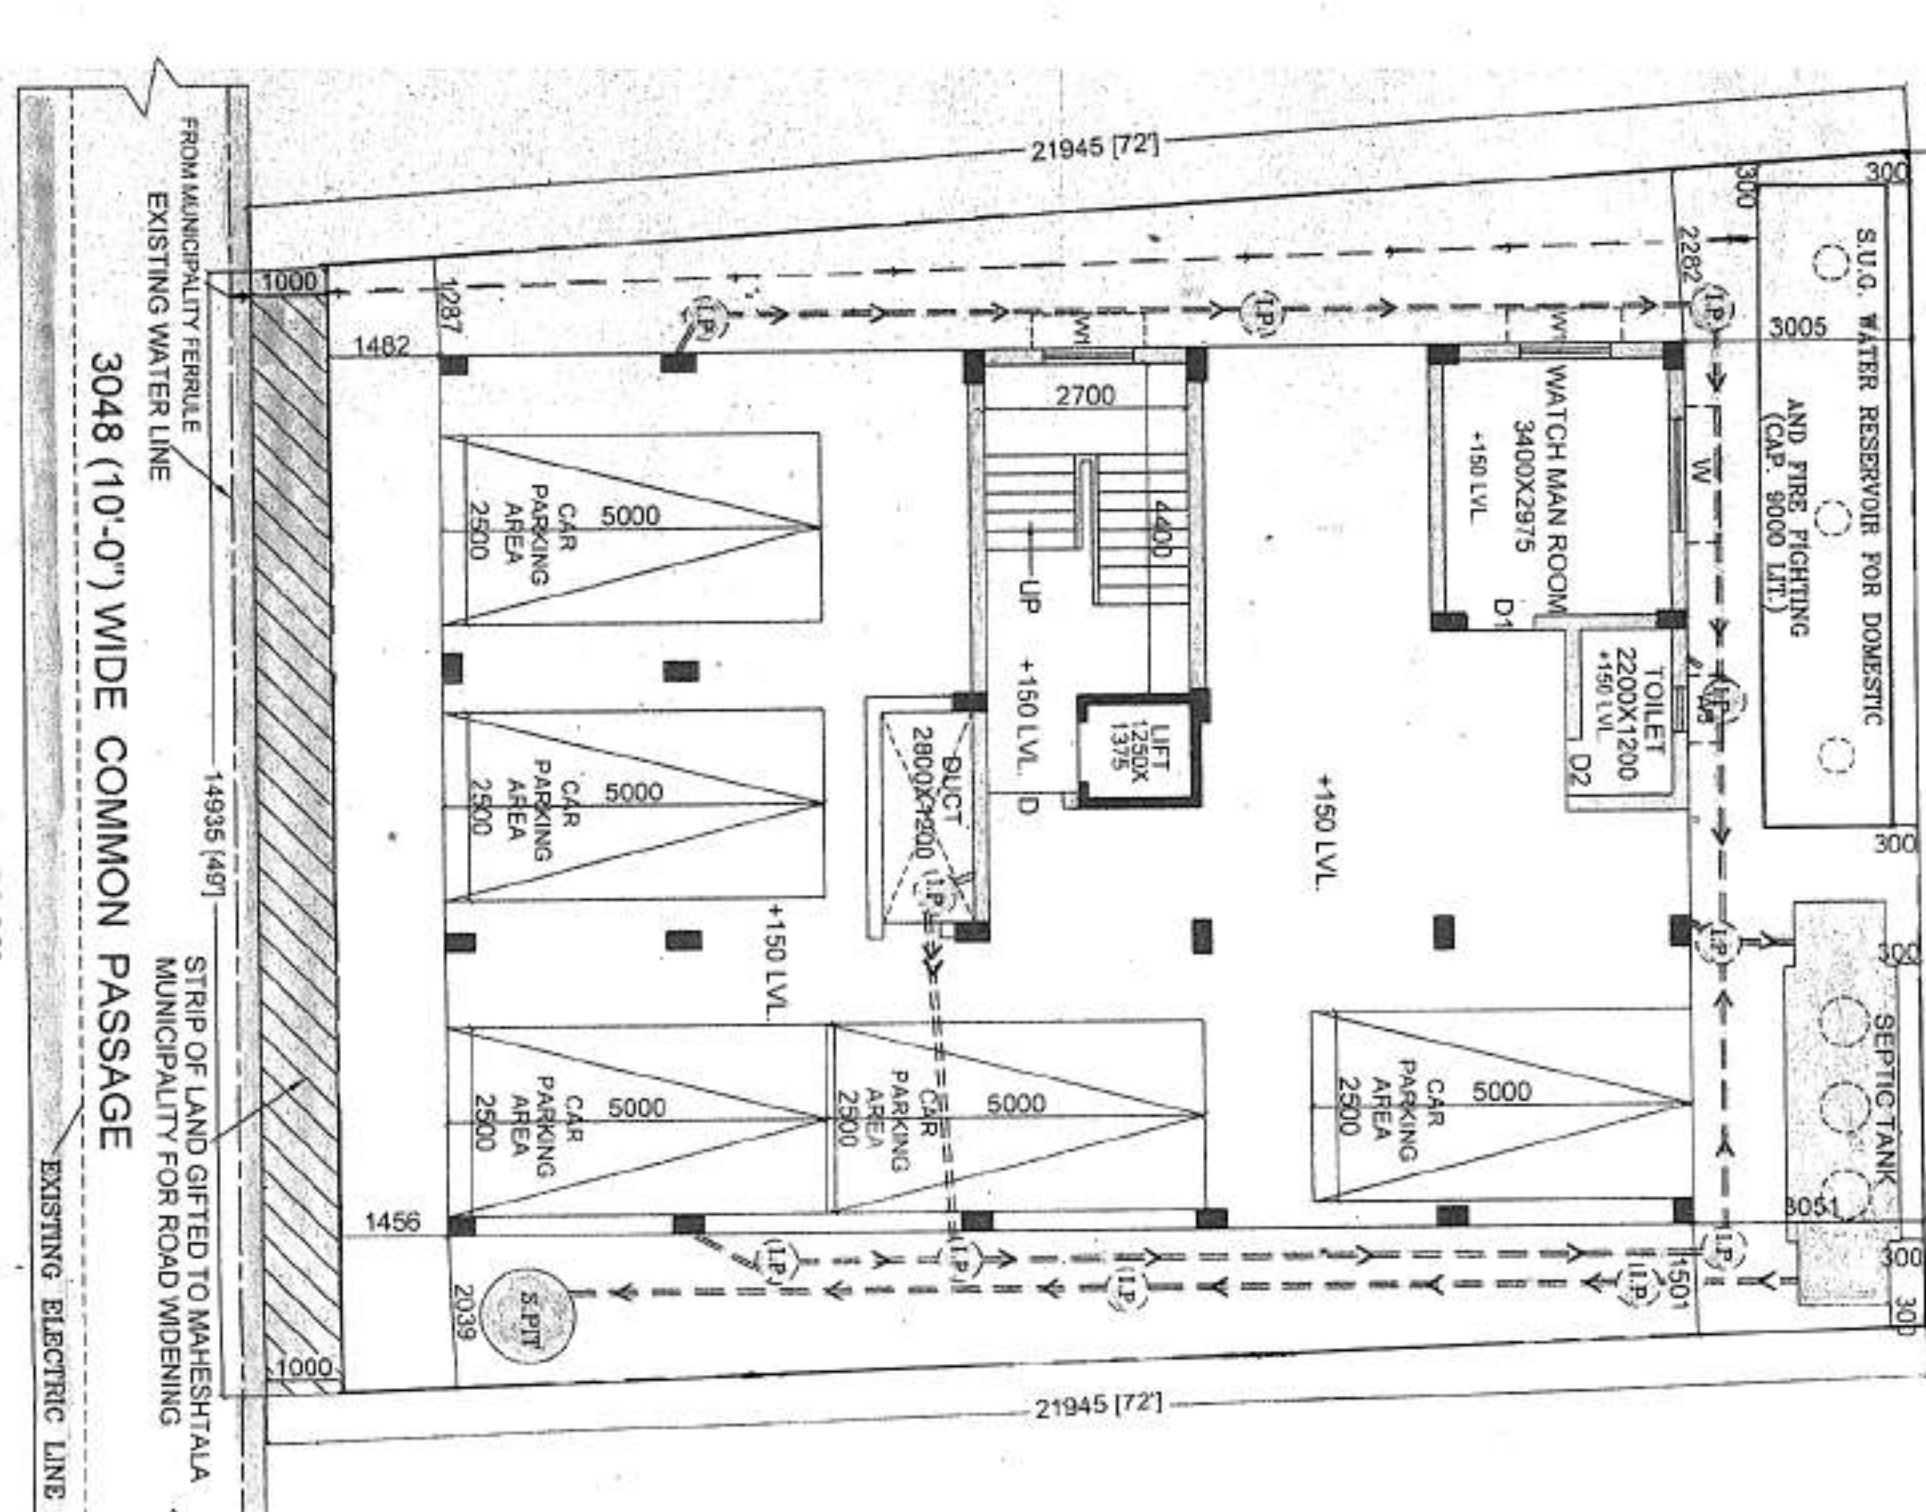 21945 [72']
FROM MUNICIPALITY FERRULE
EXISTING WATER LINE
3048 (10'-0") WIDE COMMON PASSAGE
14935 [49']
STRIP OF LAND GIFTED TO MAHESHTALA
MUNICIPALITY FOR ROAD WIDENING
EXISTING ELECTRIC LINE
1000
1000
1482
1287
1456
2039
I.P
I.P
I.P
W1
W1
2282
300
300
3005
S.U.G. WATER RESERVOIR FOR DOMESTIC
AND FIRE FIGHTING
(CAP. 9000 LIT.)
2700
4400
UP
+150 LVL.
D
LIFT
1250X
1375
DUCT
2800X1200
I.P
WATCH MAN ROOM
3400X2975
+150 LVL.
W
D1
TOILET
2200X1200
+150 LVL
D2
I.P
+150 LVL.
+150 LVL.
CAR
PARKING
AREA
2500
5000
CAR
PARKING
AREA
2500
5000
CAR
PARKING
AREA
2500
5000
CAR
PARKING
AREA
2500
5000
CAR
PARKING
AREA
2500
5000
300
300
I.P
SEPTIC TANK
3051
300
300
I.P
I.P
I.P
I.P
I.P
1501
S.PIT
21945 [72']